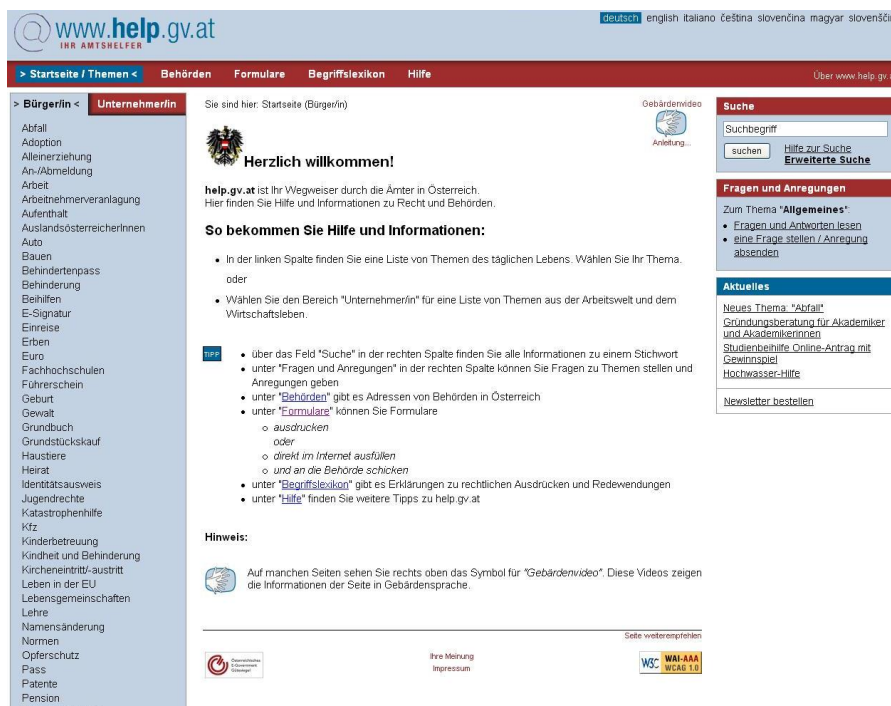 www.help.gv.at
IHR AMTSHELFER
deutsch english italiano čeština slovenčina magyar
> Startseite / Themen < Behörden Formulare Begriffslexikon Hilfe
Über www.help.gv.
> Bürger/in < Unternehmer/in
Abfall
Adoption
Alleinerziehung
An-/Abmeldung
Arbeit
Arbeitnehmerveranlagung
Aufenthalt
AuslandsösterreicherInnen
Auto
Bauen
Behindertenpass
Behinderung
Beihilfen
E-Signatur
Einreise
Erben
Euro
Fachhochschulen
Führerschein
Geburt
Gewalt
Grundbuch
Grundstückskauf
Haustiere
Heirat
Identitätsausweis
Jugendrechte
Katastrophenhilfe
Kfz
Kinderbetreuung
Kindheit und Behinderung
Kircheneintritt/-austritt
Leben in der EU
Lebensgemeinschaften
Lehre
Namensänderung
Normen
Opferschutz
Pass
Patente
Pension
Sie sind hier: Startseite (Bürger/in)
Gebärdenvideo
Anleitung...
Herzlich willkommen!
help.gv.at ist Ihr Wegweiser durch die Ämter in Österreich.
Hier finden Sie Hilfe und Informationen zu Recht und Behörden.
So bekommen Sie Hilfe und Informationen:
• In der linken Spalte finden Sie eine Liste von Themen des täglichen Lebens. Wählen Sie Ihr Thema.
oder
• Wählen Sie den Bereich "Unternehmer/in" für eine Liste von Themen aus der Arbeitswelt und dem
Wirtschaftsleben.
TIPP
• über das Feld "Suche" in der rechten Spalte finden Sie alle Informationen zu einem Stichwort
• unter "Fragen und Anregungen" in der rechten Spalte können Sie Fragen zu Themen stellen und
Anregungen geben
• unter "Behörden" gibt es Adressen von Behörden in Österreich
• unter "Formulare" können Sie Formulare
o ausdrucken
oder
o direkt im Internet ausfüllen
o und an die Behörde schicken
• unter "Begriffslexikon" gibt es Erklärungen zu rechtlichen Ausdrücken und Redewendungen
• unter "Hilfe" finden Sie weitere Tipps zu help.gv.at
Hinweis:
Auf manchen Seiten sehen Sie rechts oben das Symbol für "Gebärdenvideo". Diese Videos zeigen
die Informationen der Seite in Gebärdensprache.
Seite weiterempfehlen
Österreichisches
E-Government
Gütesiegel
Ihre Meinung
Impressum
W3C WAI-AAA
WCAG 1.0
Suche
Suchbegriff
suchen
Hilfe zur Suche
Erweiterte Suche
Fragen und Anregungen
Zum Thema "Allgemeines":
• Fragen und Antworten lesen
• eine Frage stellen / Anregung
absenden
Aktuelles
Neues Thema: "Abfall"
Gründungsberatung für Akademiker
und Akademikerinnen
Studienbeihilfe Online-Antrag mit
Gewinnspiel
Hochwasser-Hilfe
Newsletter bestellen